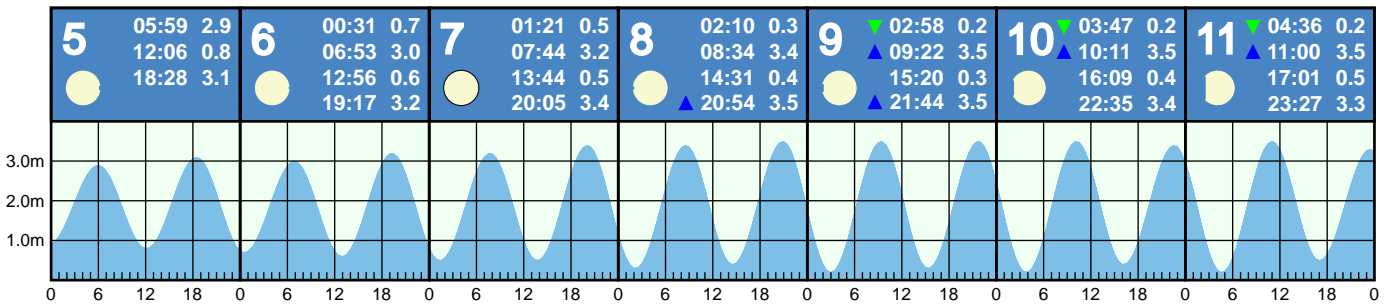 5
05:59 2.9
12:06 0.8
18:28 3.1
6
00:31 0.7
06:53 3.0
12:56 0.6
19:17 3.2
7
01:21 0.5
07:44 3.2
13:44 0.5
20:05 3.4
8
02:10 0.3
08:34 3.4
14:31 0.4
▲ 20:54 3.5
9
▼ 02:58 0.2
▲ 09:22 3.5
15:20 0.3
▲ 21:44 3.5
10
▼ 03:47 0.2
▲ 10:11 3.5
16:09 0.4
22:35 3.4
11
▼ 04:36 0.2
▲ 11:00 3.5
17:01 0.5
23:27 3.3
3.0m
2.0m
1.0m
0 6 12 18 0 6 12 18 0 6 12 18 0 6 12 18 0 6 12 18 0 6 12 18 0 6 12 18 0